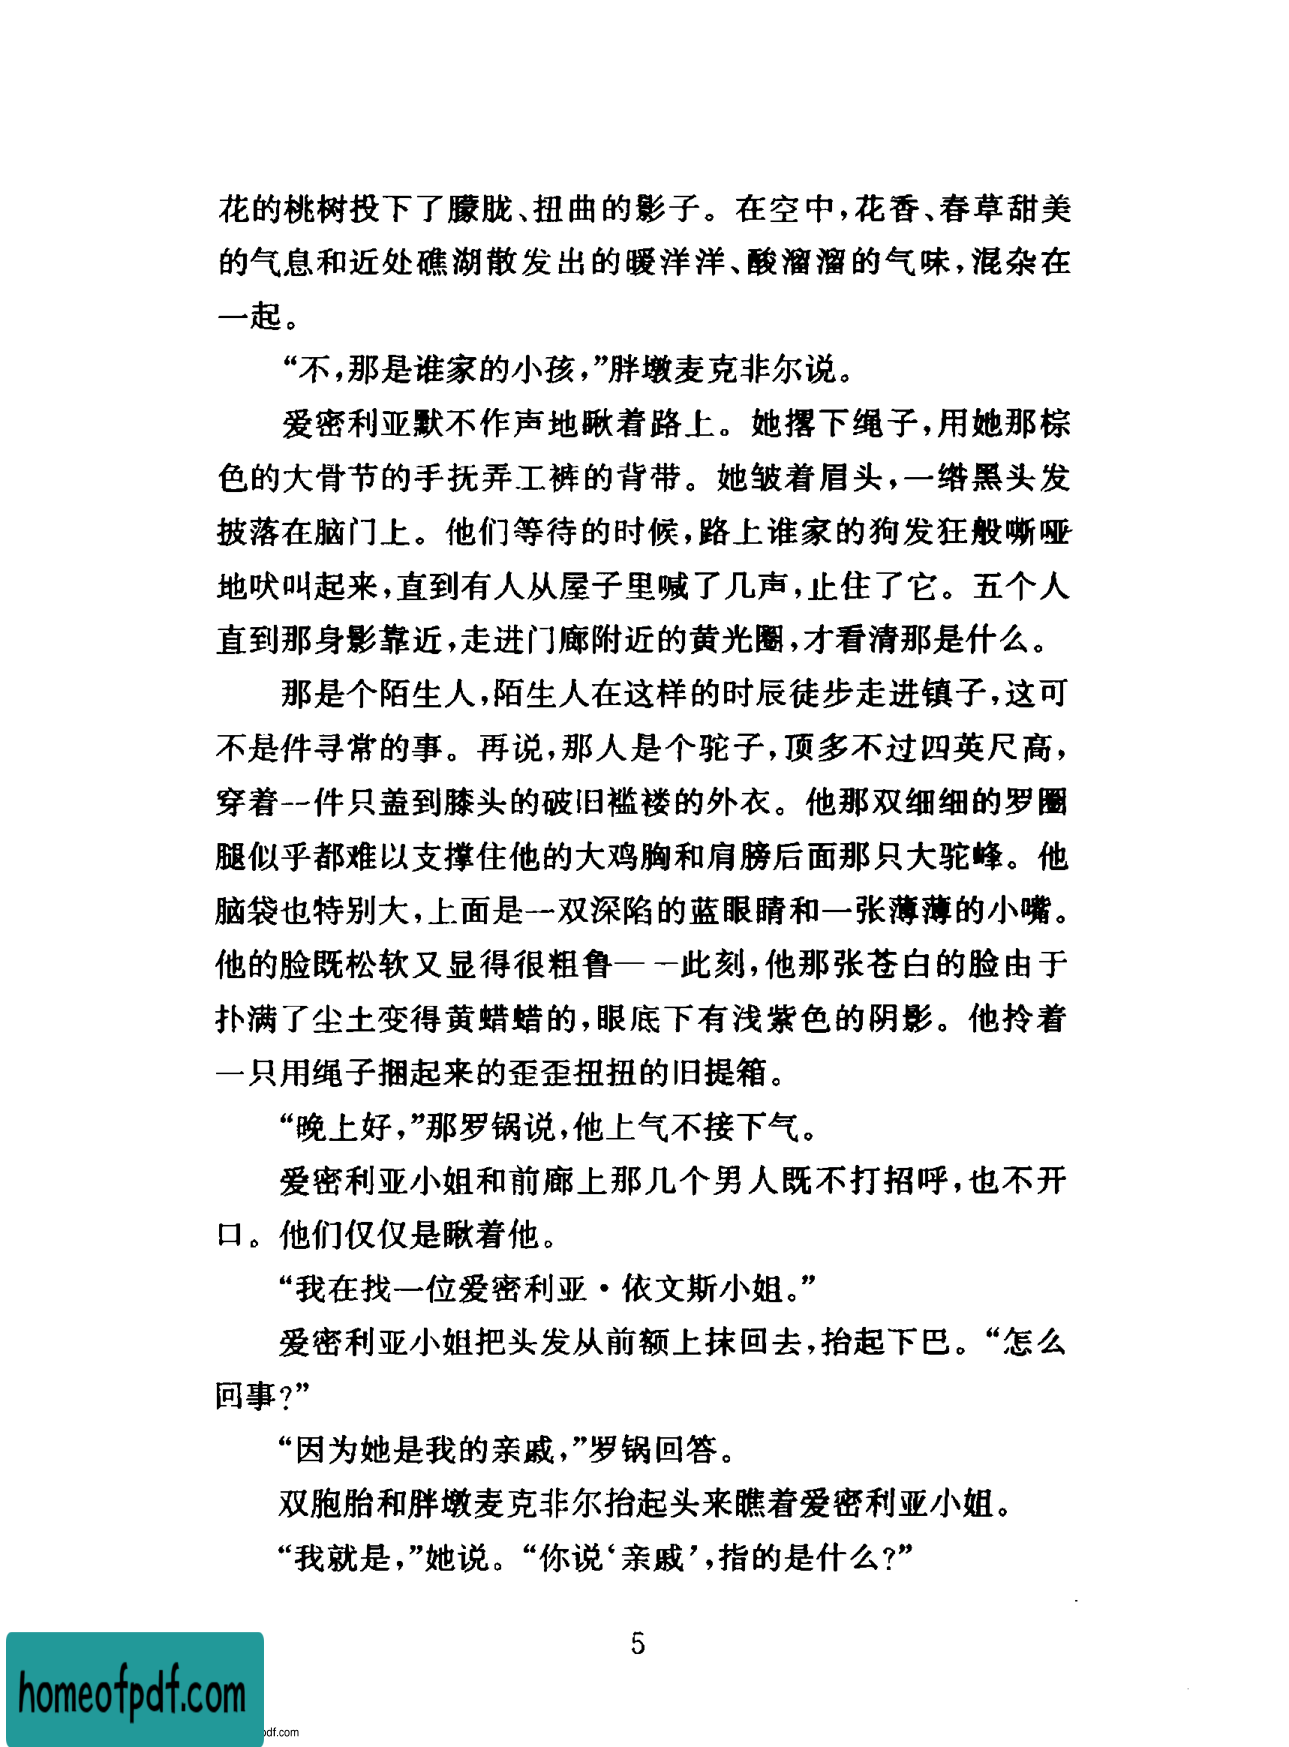 花的桃树投下了朦胧、扭曲的影子。在空中，花香、春草甜美
的气息和近处礁湖散发出的暖洋洋、酸溜溜的气味，混杂在
一起。
“不，那是谁家的小孩，”胖墩麦克非尔说。
爱密利亚默不作声地瞅着路上。她撂下绳子，用她那棕
色的大骨节的手抚弄工裤的背带。她皱着眉头，一绺黑头发
披落在脑门上。他们等待的时候，路上谁家的狗发狂般嘶哑
地吠叫起来，直到有人从屋子里喊了几声，止住了它。五个人
直到那身影靠近，走进门廊附近的黄光圈，才看清那是什么。
那是个陌生人，陌生人在这样的时辰徒步走进镇子，这可
不是件寻常的事。再说，那人是个驼子，顶多不过四英尺高，
穿着一件只盖到膝头的破旧褴褛的外衣。他那双细细的罗圈
腿似乎都难以支撑住他的大鸡胸和肩膀后面那只大驼峰。他
脑袋也特别大，上面是一双深陷的蓝眼睛和一张薄薄的小嘴。
他的脸既松软又显得很粗鲁——此刻，他那张苍白的脸由于
扑满了尘土变得黄蜡蜡的，眼底下有浅紫色的阴影。他拎着
一只用绳子捆起来的歪歪扭扭的旧提箱。
“晚上好，”那罗锅说，他上气不接下气。
爱密利亚小姐和前廊上那几个男人既不打招呼，也不开
口。他们仅仅是瞅着他。
“我在找一位爱密利亚·依文斯小姐。”
爱密利亚小姐把头发从前额上抹回去，抬起下巴。“怎么
回事？”
“因为她是我的亲戚，”罗锅回答。
双胞胎和胖墩麦克非尔抬起头来瞧着爱密利亚小姐。
“我就是，”她说。“你说‘亲戚’，指的是什么？”
5
homeofpdf.com
pdf.com